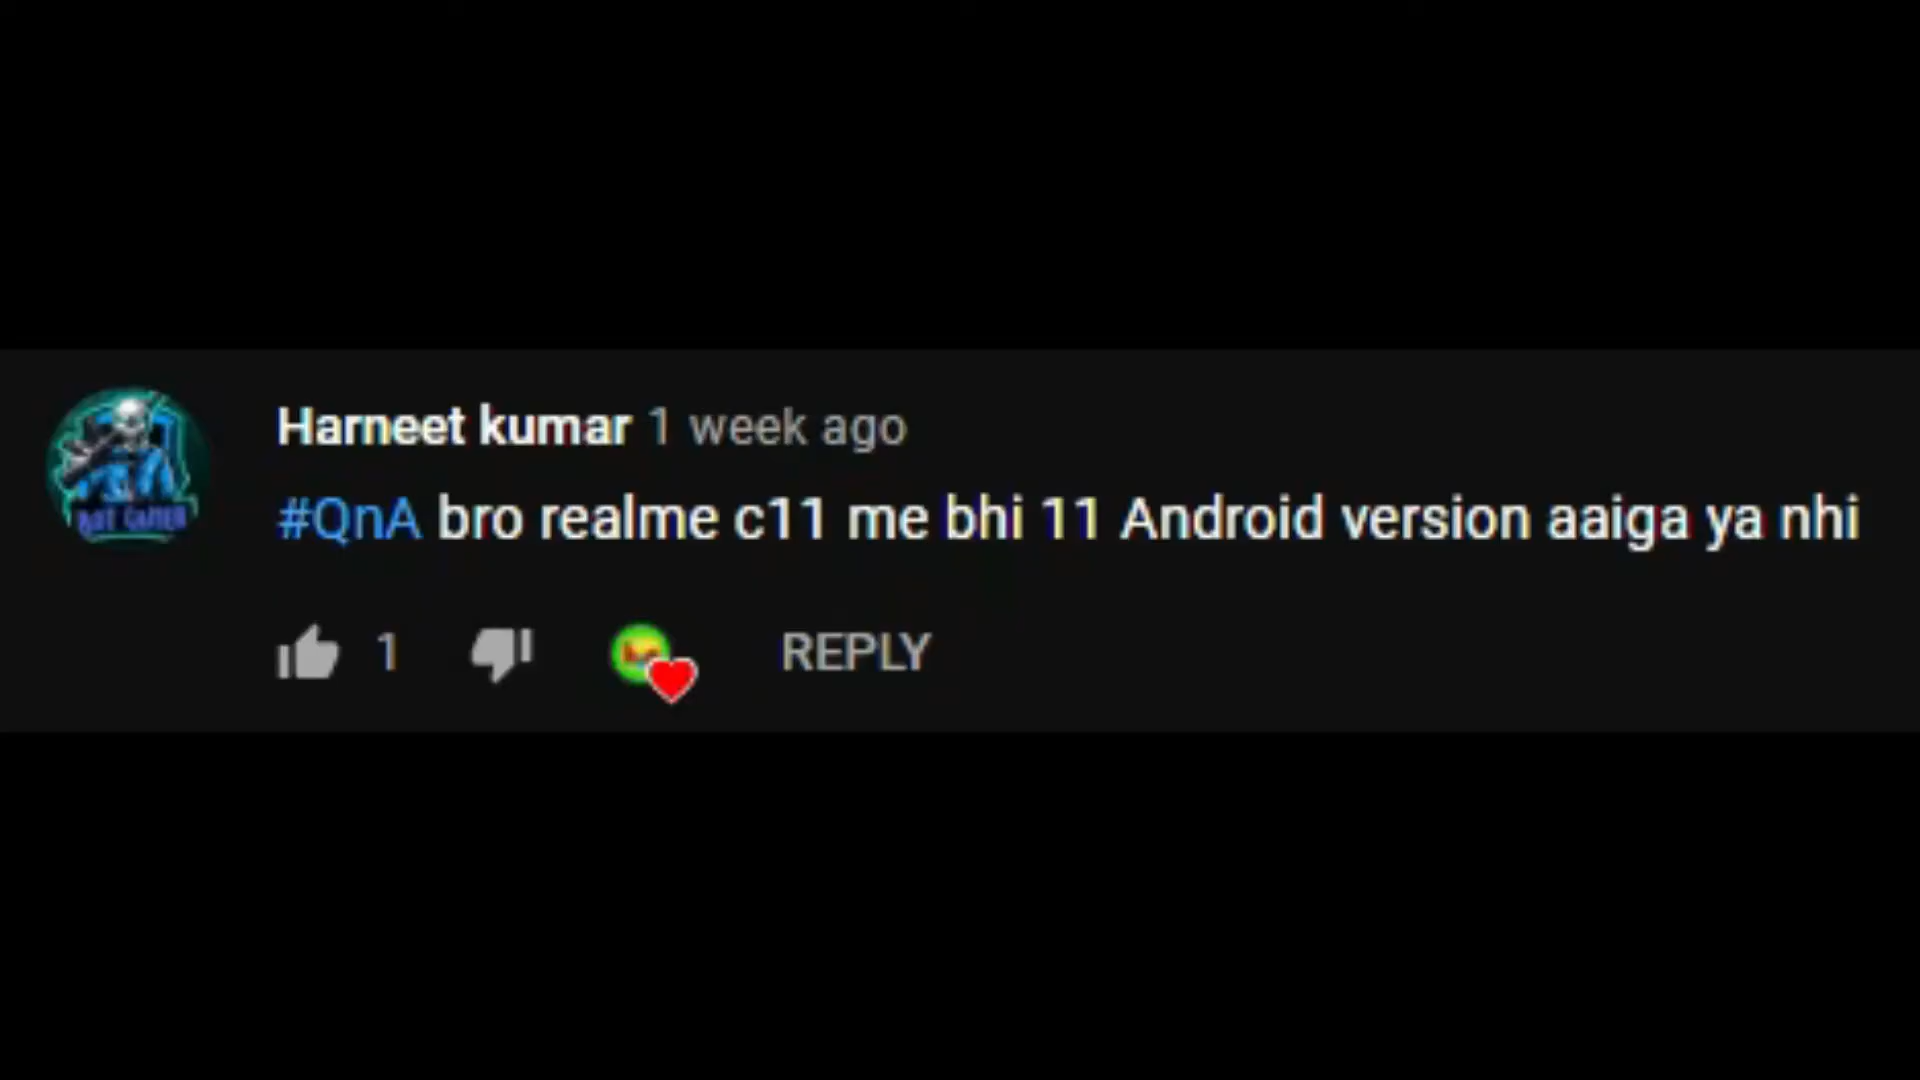 Harneet kumar 1 week ago
#QnA bro realme c11 me bhi 11 Android version aaiga ya nhi
1 REPLY